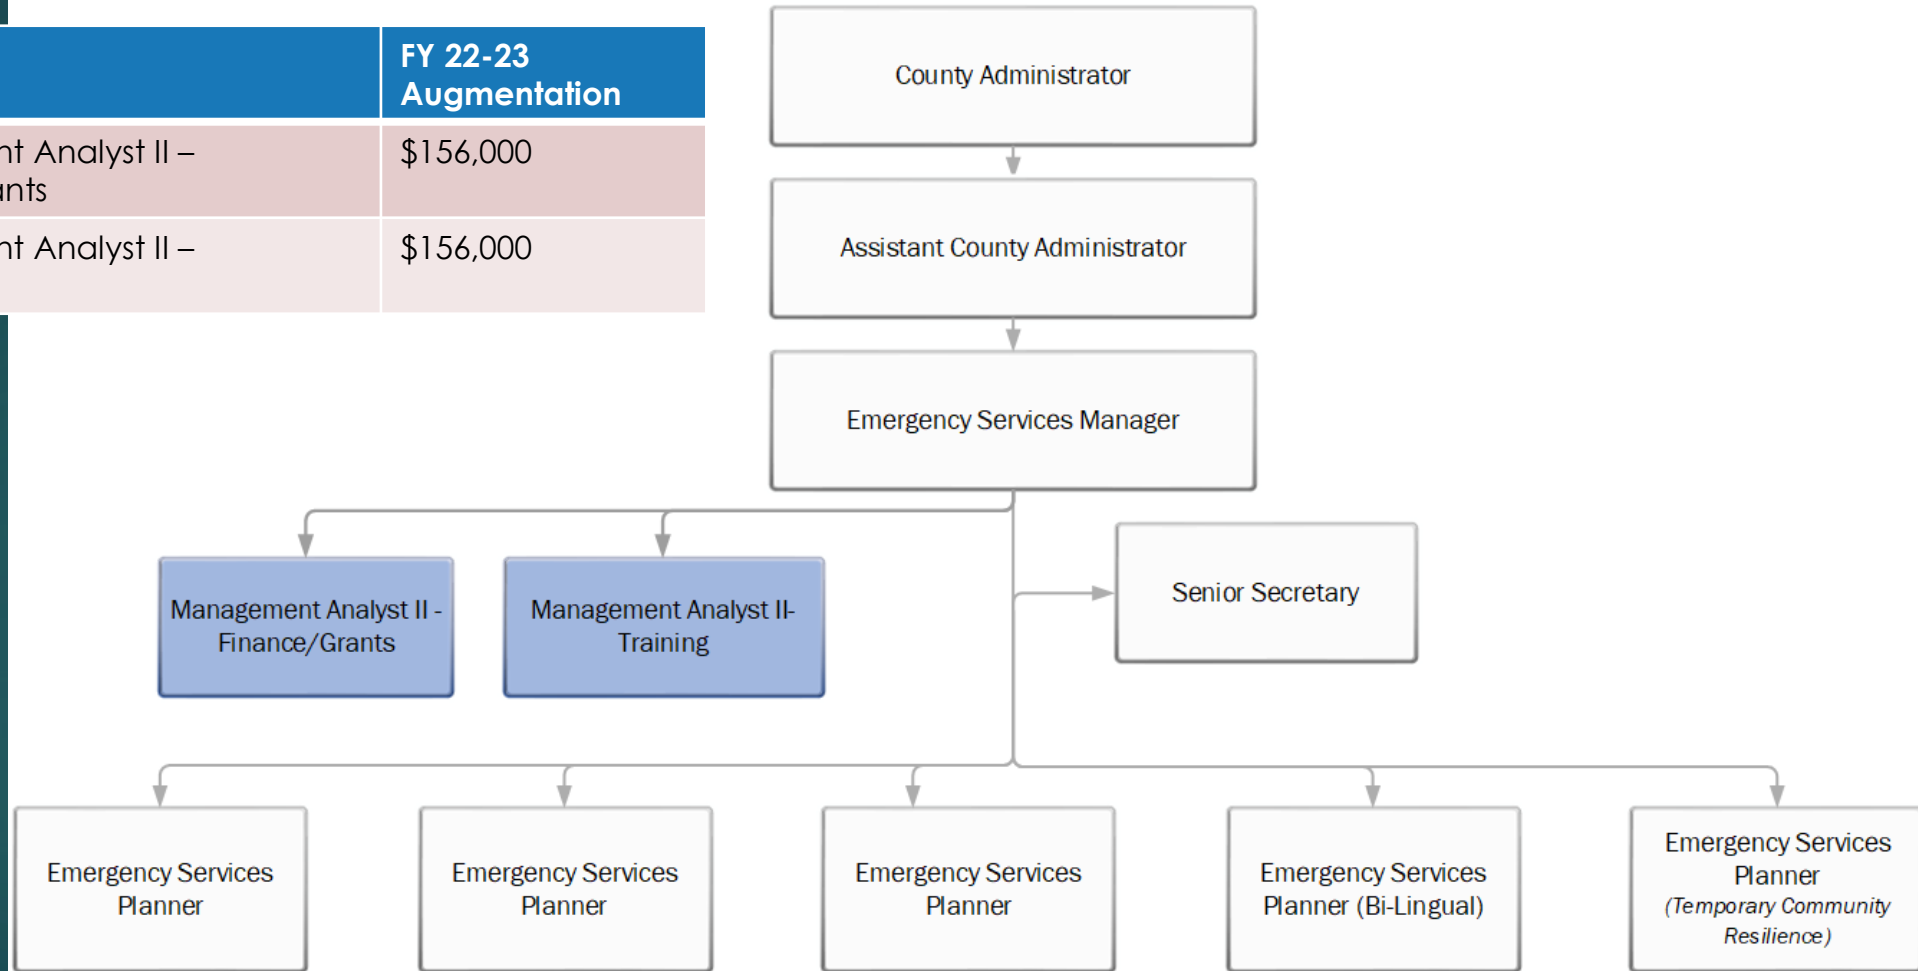 FY 22-23
Augmentation
nt Analyst II –
ants
$156,000
nt Analyst II –
$156,000
County Administrator
Assistant County Administrator
Emergency Services Manager
Management Analyst II -
Finance/Grants
Management Analyst II-
Training
Senior Secretary
Emergency Services
Planner
Emergency Services
Planner
Emergency Services
Planner
Emergency Services
Planner (Bi-Lingual)
Emergency Services
Planner
(Temporary Community
Resilience)